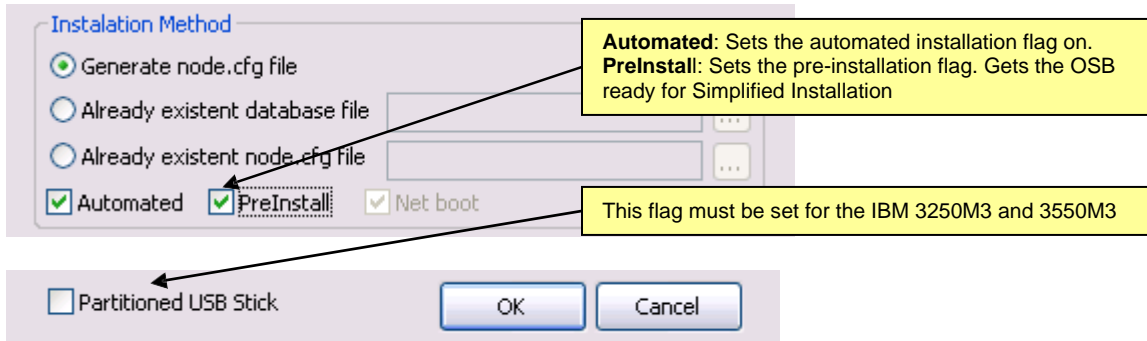 Instalation Method
Generate node.cfg file
Already existent database file
...
Already existent node.cfg file
...
Automated PreInstall Net boot
Automated: Sets the automated installation flag on.
PreInstall: Sets the pre-installation flag. Gets the OSB
ready for Simplified Installation
This flag must be set for the IBM 3250M3 and 3550M3
Partitioned USB Stick OK Cancel